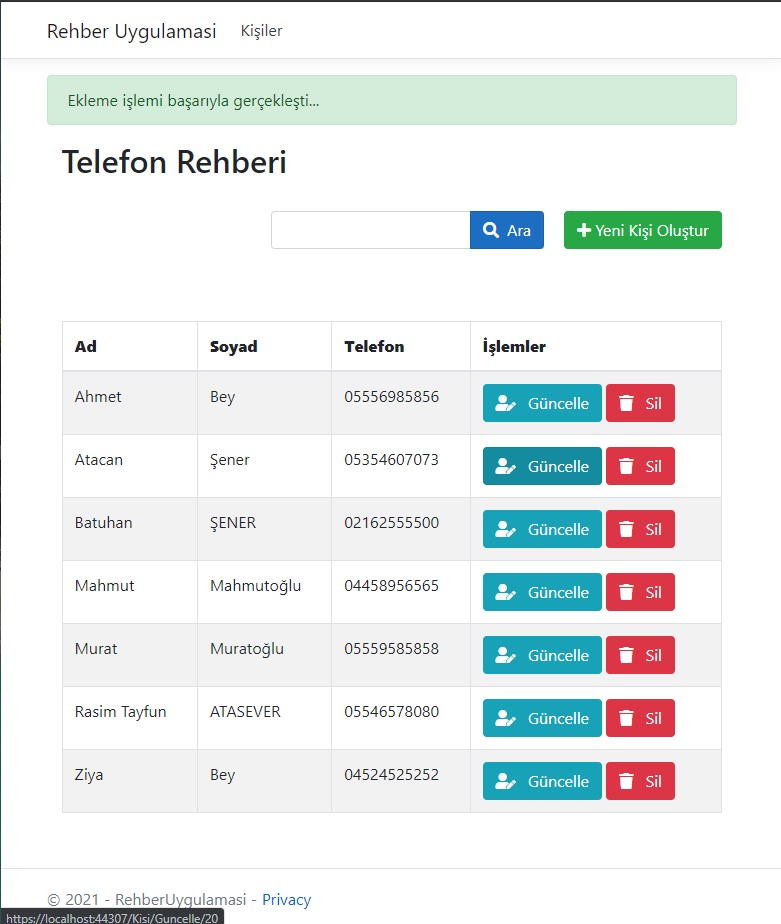 Rehber Uygulamasi Kişiler
Ekleme işlemi başarıyla gerçekleşti...
Telefon Rehberi
Ara Yeni Kişi Oluştur
Ad Soyad Telefon İşlemler
Ahmet Bey 05556985856 Güncelle Sil
Atacan Şener 05354607073 Güncelle Sil
Batuhan ŞENER 02162555500 Güncelle Sil
Mahmut Mahmutoğlu 04458956565 Güncelle Sil
Murat Muratoğlu 05559585858 Güncelle Sil
Rasim Tayfun ATASEVER 05546578080 Güncelle Sil
Ziya Bey 04524525252 Güncelle Sil
© 2021 - RehberUygulamasi - Privacy
https://localhost:44307/Kisi/Guncelle/20